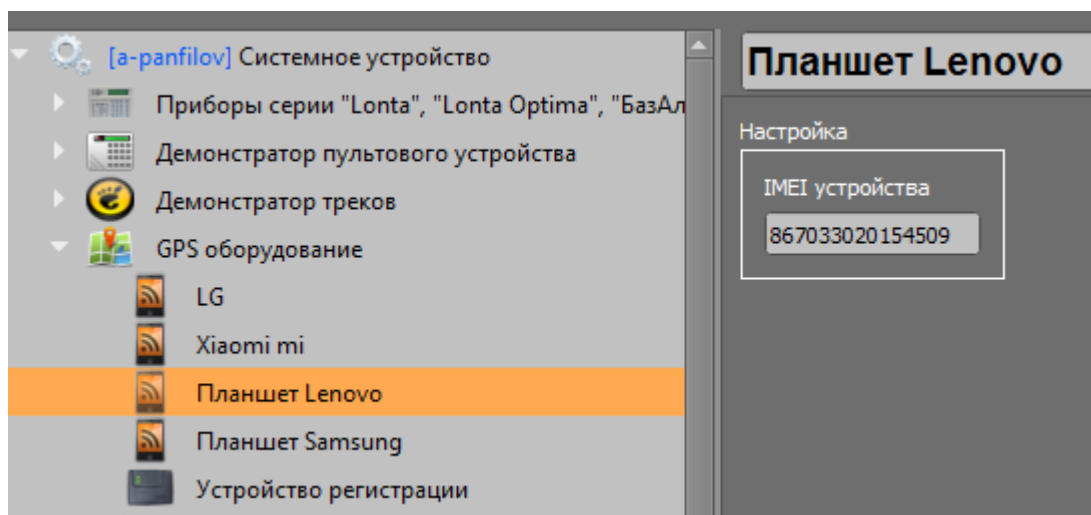 [a-panfilov] Системное устройство
Приборы серии "Lonta", "Lonta Optima", "БазАл
Демонстратор пультового устройства
Демонстратор треков
GPS оборудование
LG
Xiaomi mi
Планшет Lenovo
Планшет Samsung
Устройство регистрации
Планшет Lenovo
Настройка
IMEI устройства
867033020154509